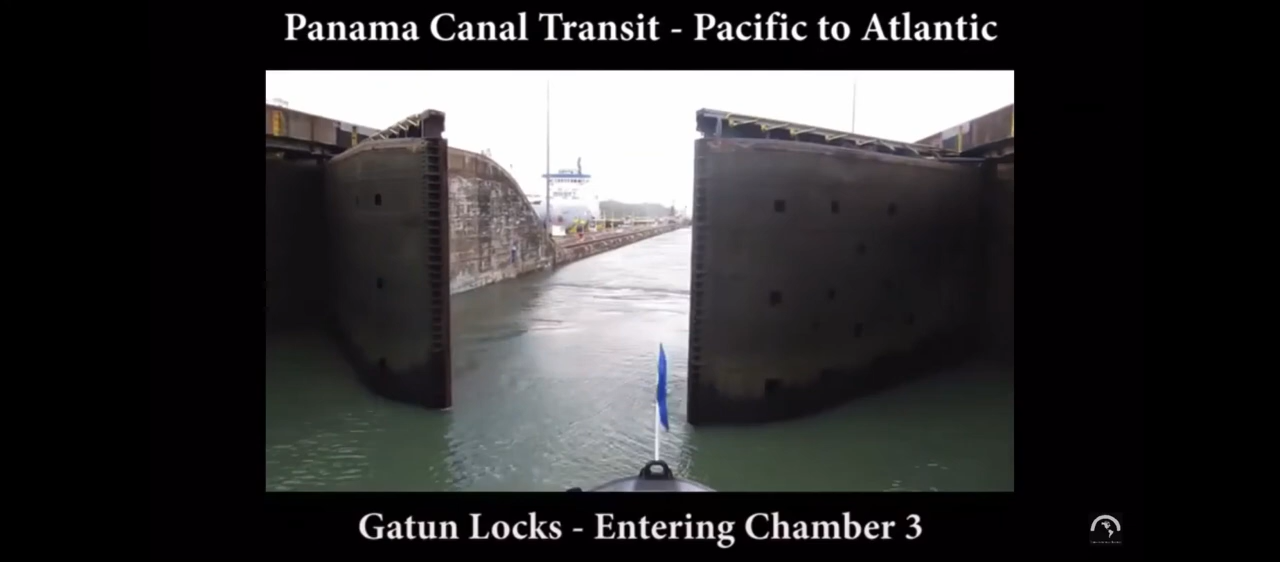 Panama Canal Transit - Pacific to Atlantic
Gatun Locks - Entering Chamber 3